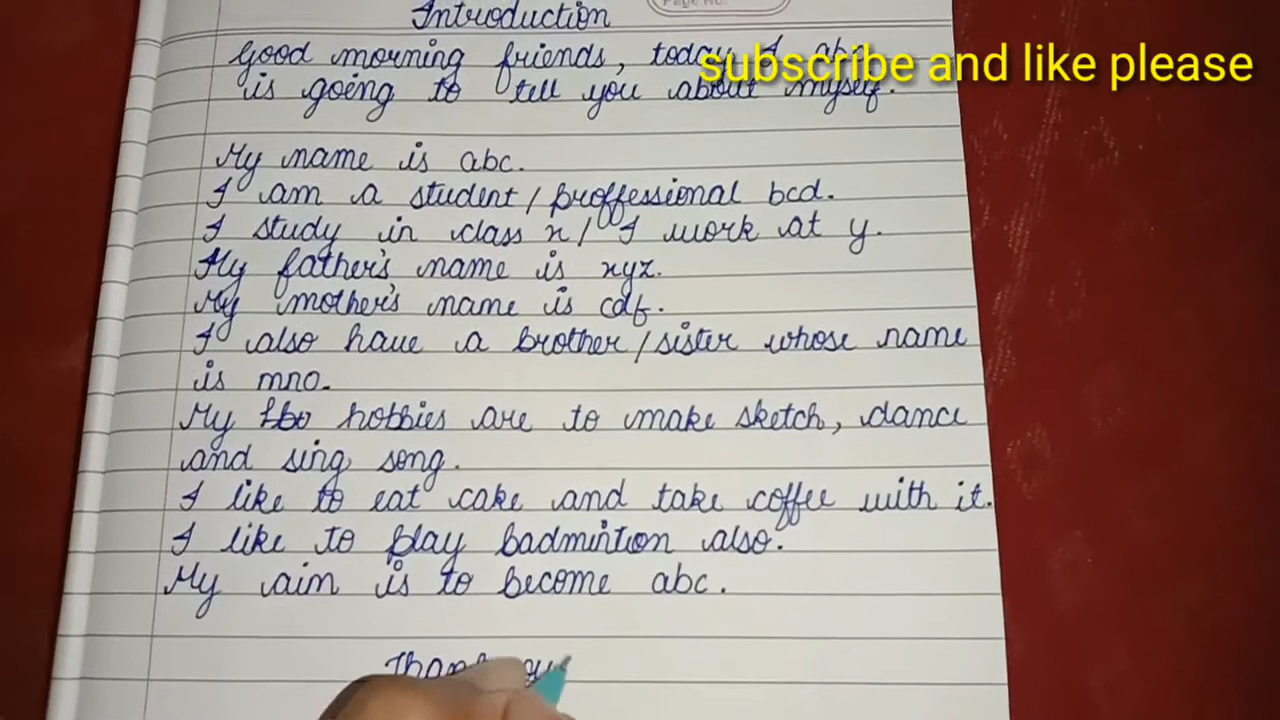 Page No.
Introduction
Good morning friends, today I abc
subscribe and like please
is going to tell you about myself.
My name is abc.
I am a student / proffessional bcd.
I study in class x / I work at y.
My father's name is xyz.
My mother's name is cdf.
I also have a brother / sister whose name
is mno.
My hobbies are to make sketch, dance
and sing song.
I like to eat cake and take coffee with it.
I like to play badmintion also.
My aim is to become abc.